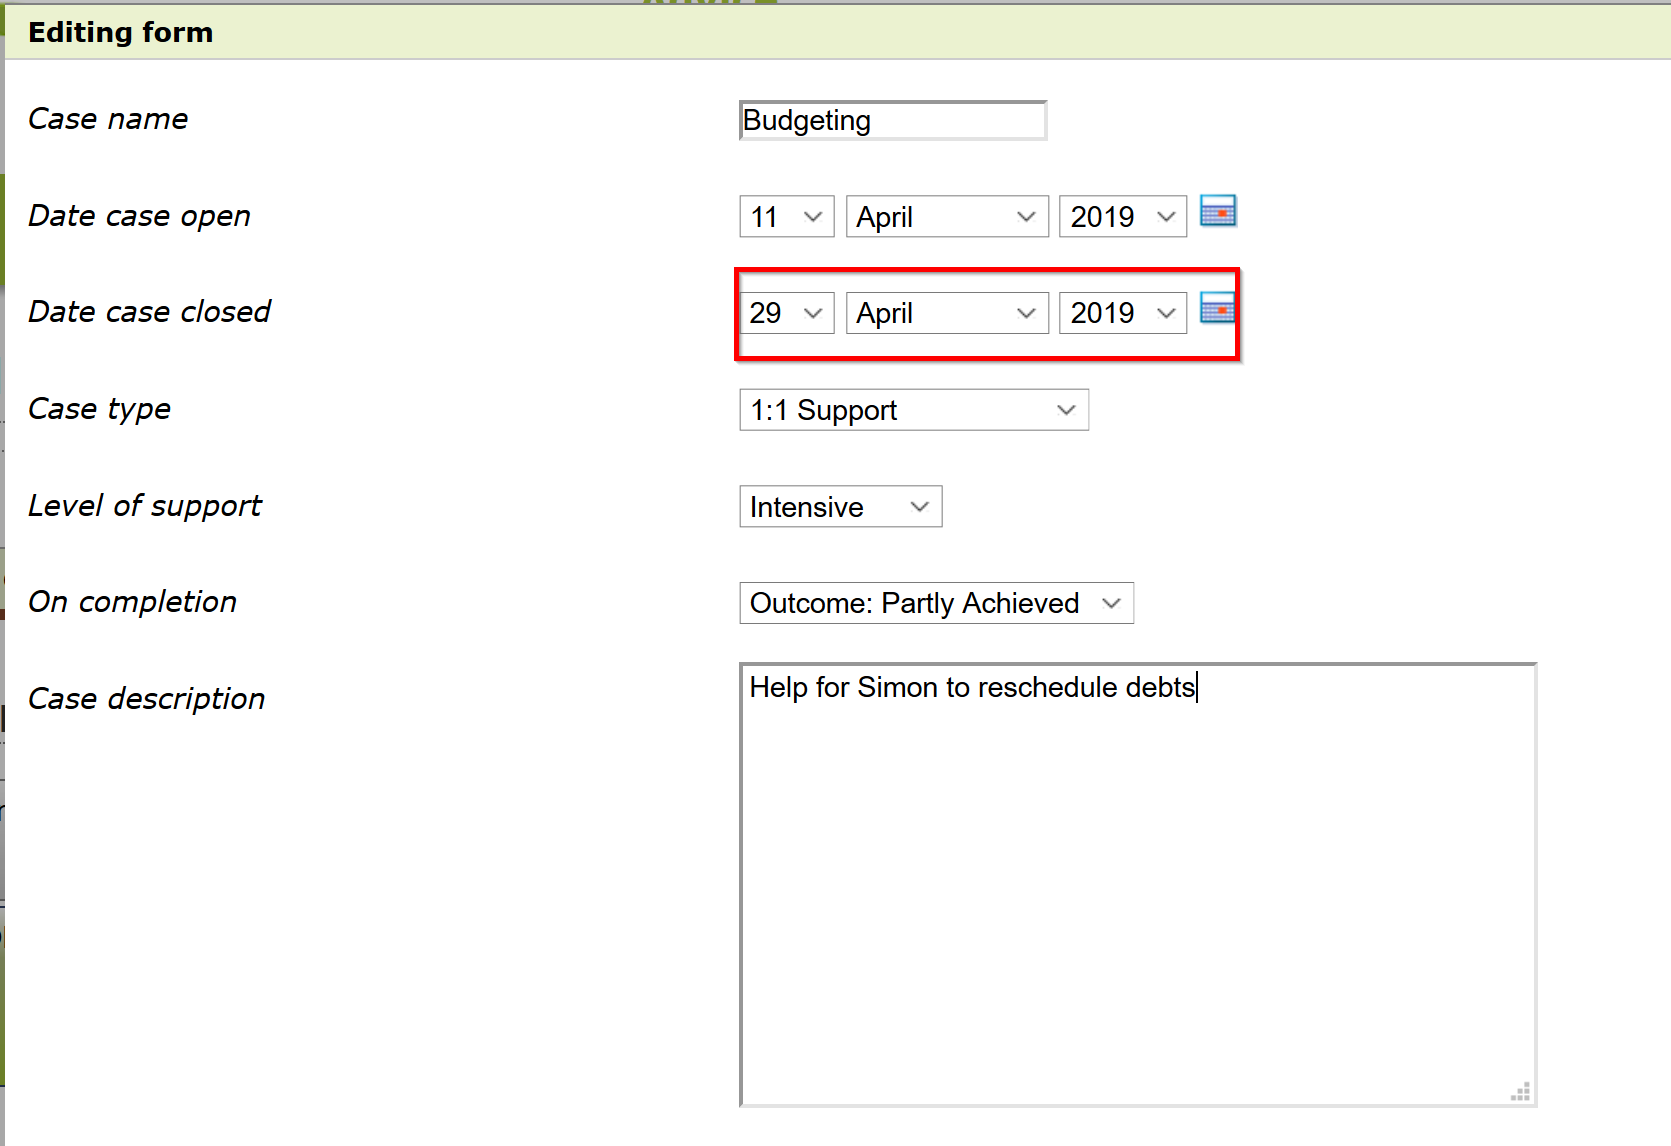 Editing form
Case name
Budgeting
Date case open
11 April 2019
Date case closed
29 April 2019
Case type
1:1 Support
Level of support
Intensive
On completion
Outcome: Partly Achieved
Case description
Help for Simon to reschedule debts